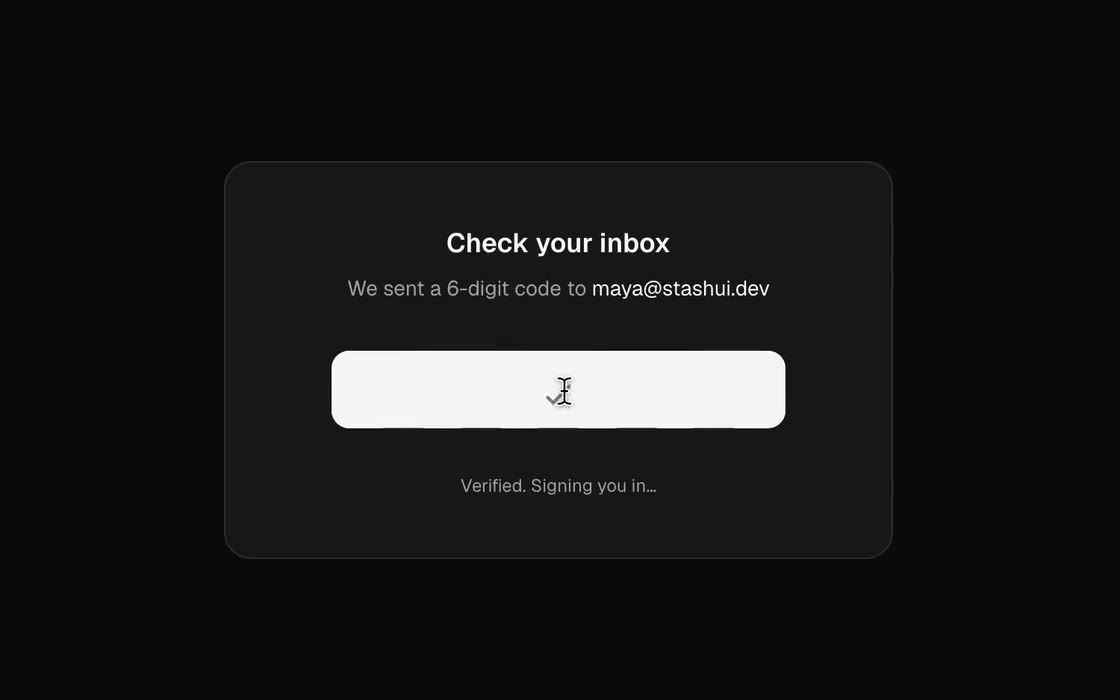 Check your inbox
We sent a 6-digit code to maya@stashui.dev
Verified. Signing you in...